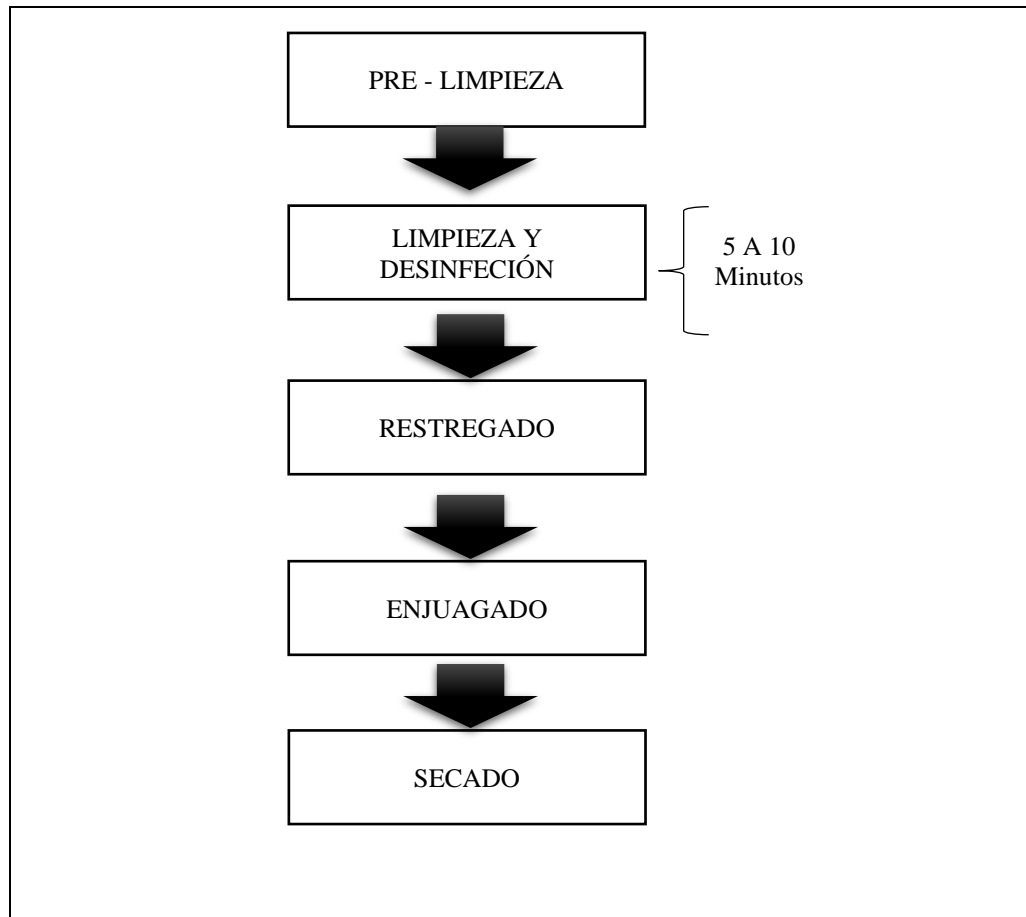 PRE - LIMPIEZA
LIMPIEZA Y
DESINFECIÓN
5 A 10
Minutos
RESTREGADO
ENJUAGADO
SECADO